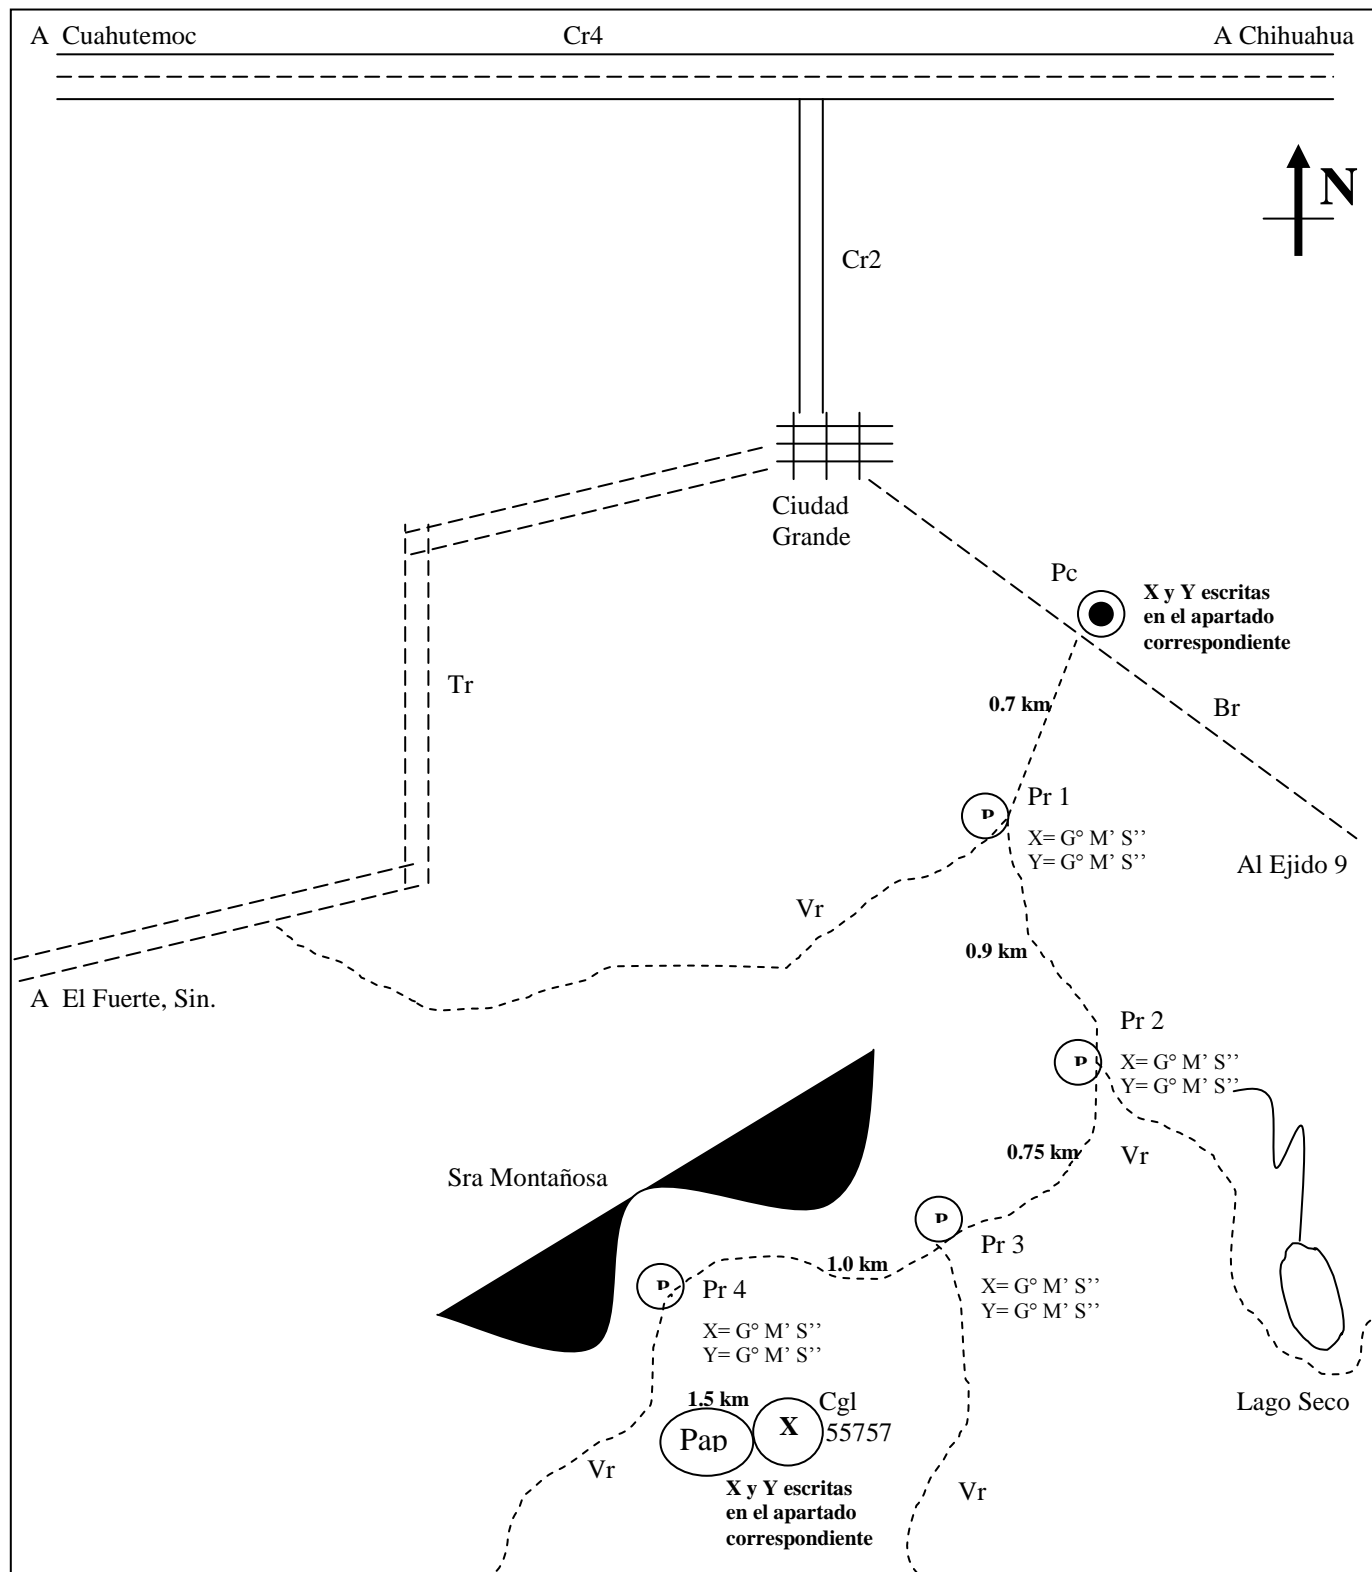 A Cuahutemoc Cr4 A Chihuahua
N
Cr2
Ciudad
Grande
Pc
X y Y escritas
en el apartado
correspondiente
Tr
0.7 km
Br
Pr 1
P
X= G° M' S''
Y= G° M' S''
Al Ejido 9
Vr
0.9 km
A El Fuerte, Sin.
Pr 2
P
X= G° M' S''
Y= G° M' S''
0.75 km
Vr
Sra Montañosa
P
Pr 3
1.0 km
X= G° M' S''
Y= G° M' S''
P
Pr 4
X= G° M' S''
Y= G° M' S''
1.5 km
Cgl
55757
X
Pap
Lago Seco
Vr
X y Y escritas
en el apartado
correspondiente
Vr